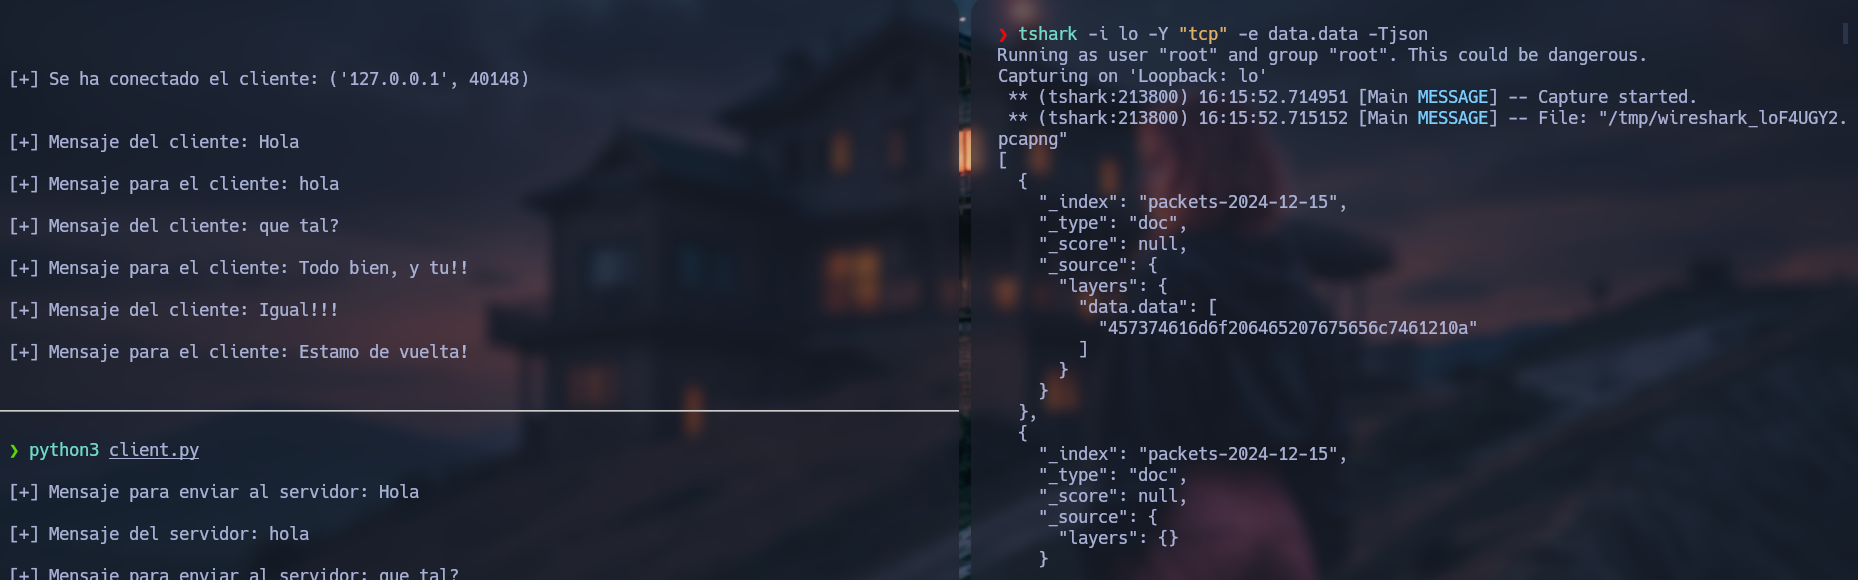 [+] Se ha conectado el cliente: ('127.0.0.1', 40148)
[+] Mensaje del cliente: Hola
[+] Mensaje para el cliente: hola
[+] Mensaje del cliente: que tal?
[+] Mensaje para el cliente: Todo bien, y tu!!
[+] Mensaje del cliente: Igual!!!
[+] Mensaje para el cliente: Estamo de vuelta!
❯ python3 client.py
[+] Mensaje para enviar al servidor: Hola
[+] Mensaje del servidor: hola
[+] Mensaje para enviar al servidor: que tal?
❯ tshark -i lo -Y "tcp" -e data.data -Tjson
Running as user "root" and group "root". This could be dangerous.
Capturing on 'Loopback: lo'
** (tshark:213800) 16:15:52.714951 [Main MESSAGE] -- Capture started.
** (tshark:213800) 16:15:52.715152 [Main MESSAGE] -- File: "/tmp/wireshark_loF4UGY2.
pcapng"
[
{
"_index": "packets-2024-12-15",
"_type": "doc",
"_score": null,
"_source": {
"layers": {
"data.data": [
"457374616d6f206465207675656c7461210a"
]
}
}
},
{
"_index": "packets-2024-12-15",
"_type": "doc",
"_score": null,
"_source": {
"layers": {}
}